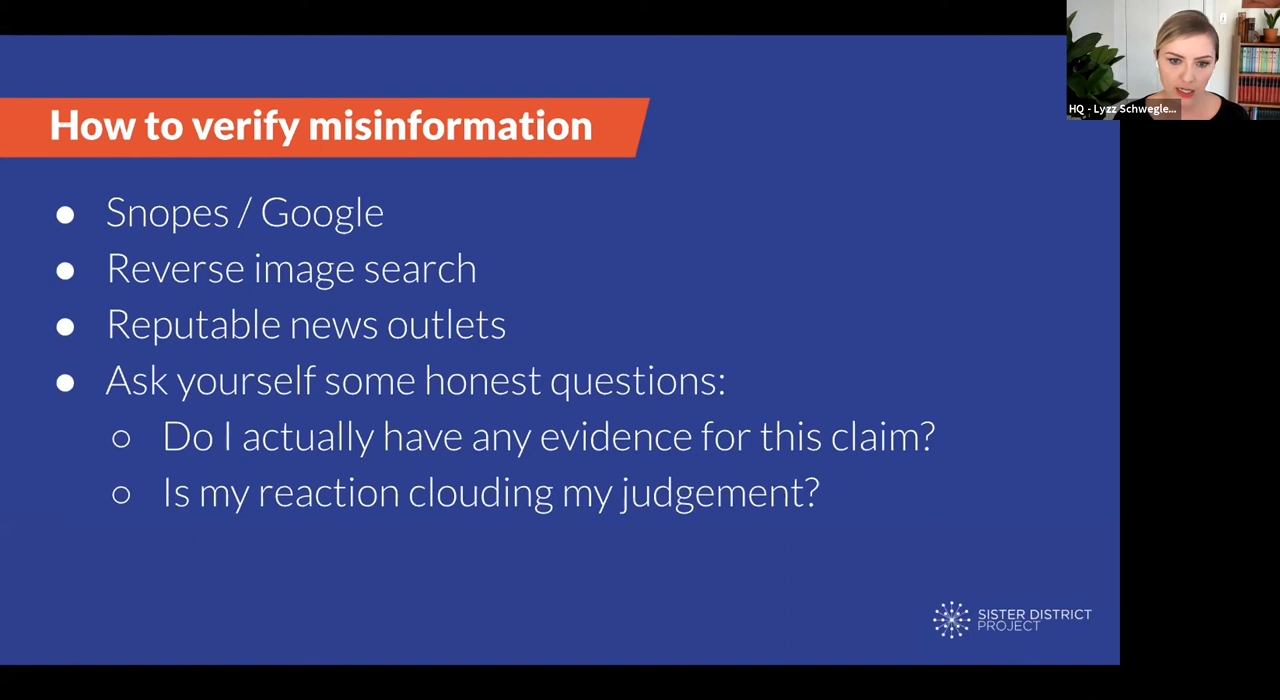 How to verify misinformation
HQ - Lyzz Schwegle...
● Snopes / Google
● Reverse image search
● Reputable news outlets
● Ask yourself some honest questions:
○ Do I actually have any evidence for this claim?
○ Is my reaction clouding my judgement?
SISTER DISTRICT
PROJECT